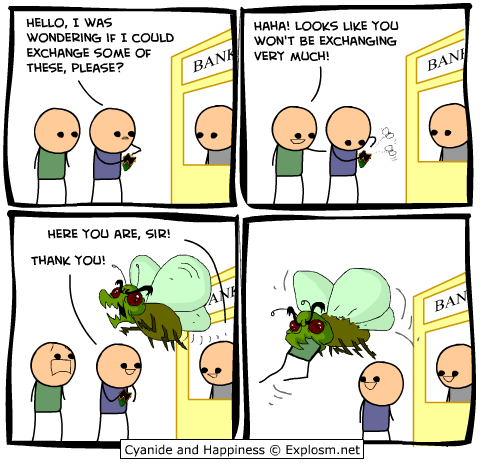 HELLO, I WAS
WONDERING IF I COULD
EXCHANGE SOME OF
THESE, PLEASE?
BANK
HAHA! LOOKS LIKE YOU
WON'T BE EXCHANGING
VERY MUCH!
BANK
HERE YOU ARE, SIR!
THANK YOU!
ANK
BAN
Cyanide and Happiness © Explosm.net